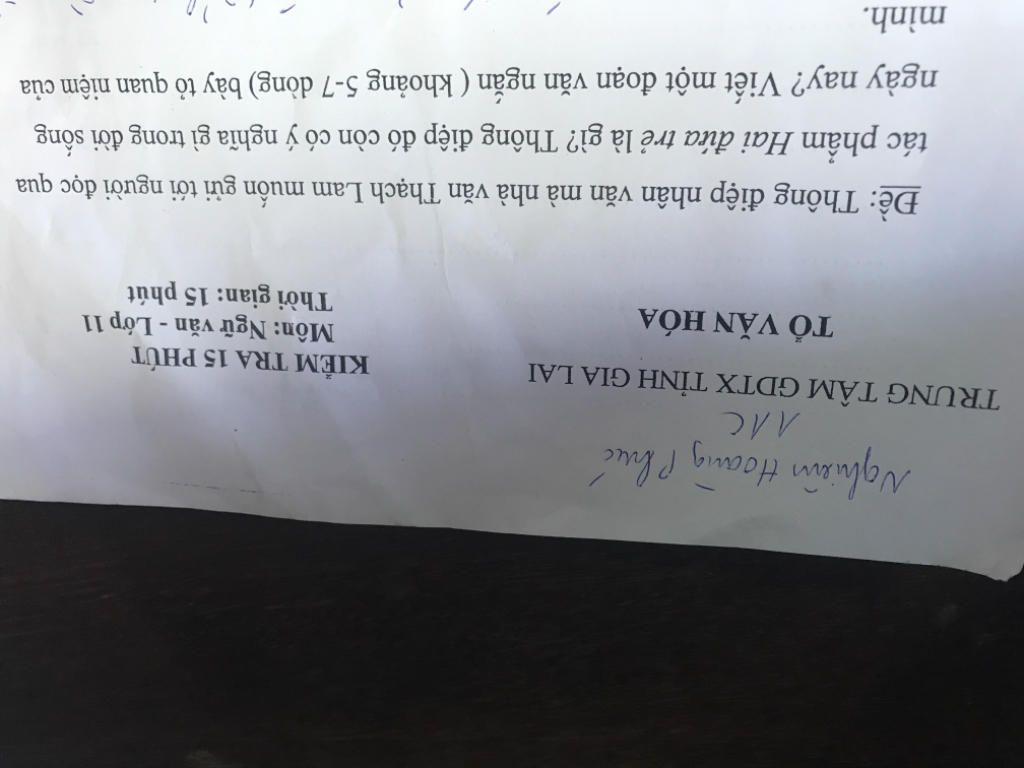 Nghiêm Hoàng Phúc
11C
TRUNG TÂM GDTX TỈNH GIA LAI
TỔ VĂN HÓA
KIỂM TRA 15 PHÚT
Môn: Ngữ văn - Lớp 11
Thời gian: 15 phút
Đề: Thông điệp nhân văn mà nhà văn Thạch Lam muốn gửi tới người đọc qua
tác phẩm Hai đứa trẻ là gì? Thông điệp đó còn có ý nghĩa gì trong đời sống
ngày nay? Viết một đoạn văn ngắn ( khoảng 5-7 dòng) bày tỏ quan niệm của
mình.